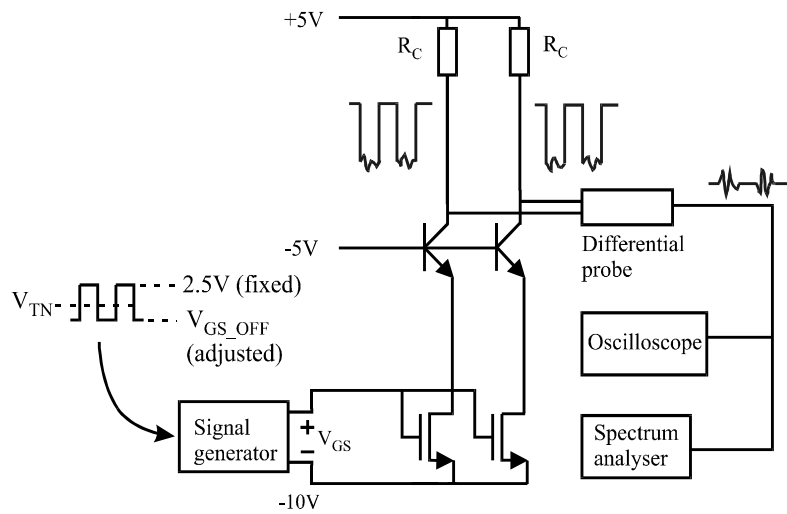 +5V
R_C
R_C
-5V
Differential
probe
2.5V (fixed)
V_TN
V_GS_OFF
(adjusted)
Oscilloscope
Signal
generator
+
V_GS
−
Spectrum
analyser
-10V